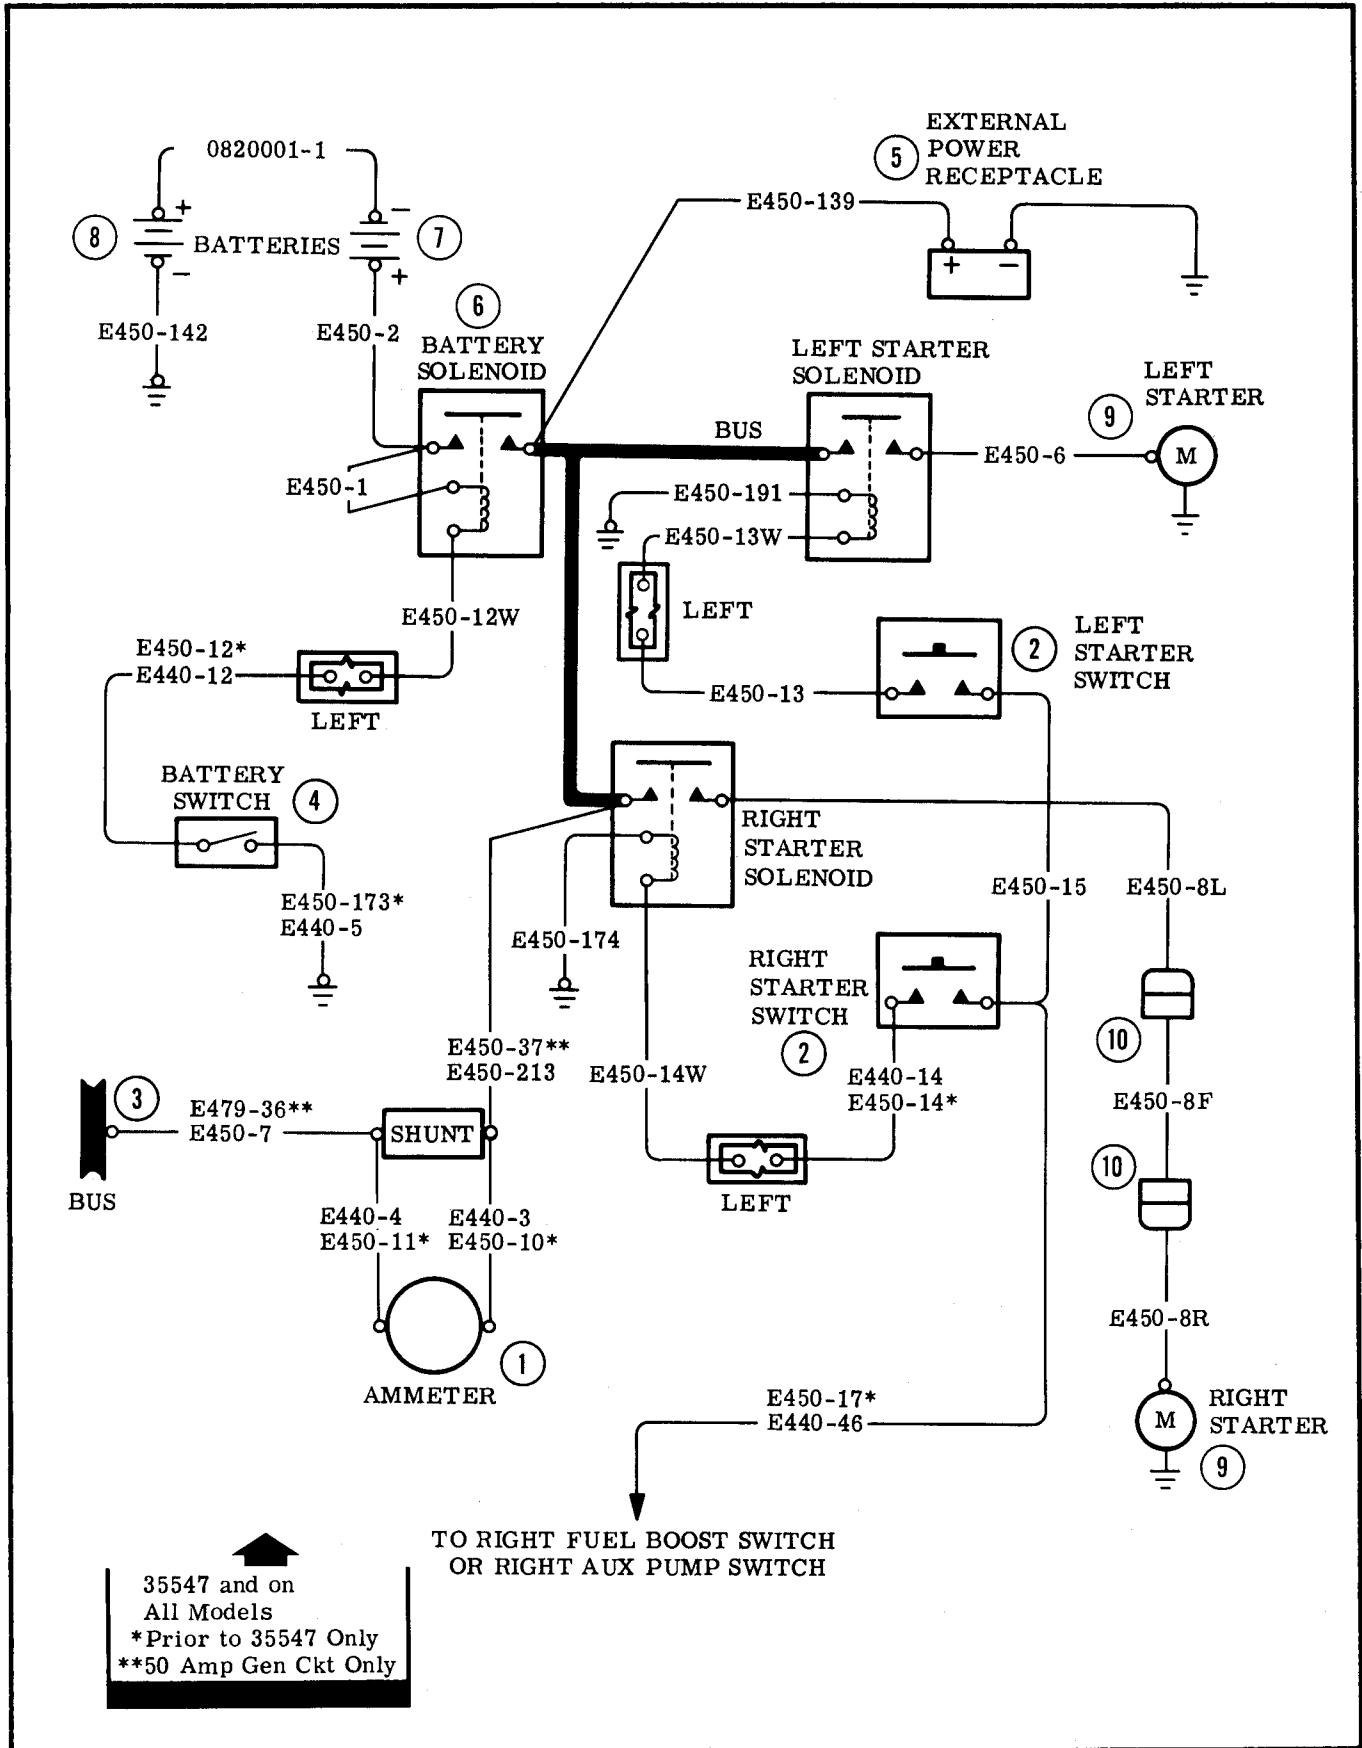 0820001-1
EXTERNAL
POWER
RECEPTACLE
5
E450-139
8
+
BATTERIES
−
7
−
+
+ −
E450-142
E450-2
6
BATTERY
SOLENOID
LEFT STARTER
SOLENOID
LEFT
STARTER
9
BUS
E450-6
M
E450-1
E450-191
E450-13W
LEFT
E450-12W
E450-12*
E440-12
LEFT
2
LEFT
STARTER
SWITCH
E450-13
BATTERY
SWITCH
4
RIGHT
STARTER
SOLENOID
E450-173*
E440-5
E450-174
E450-15
E450-8L
RIGHT
STARTER
SWITCH
2
10
E450-37**
E450-213
E450-14W
E440-14
E450-14*
E450-8F
3
E479-36**
E450-7
SHUNT
BUS
LEFT
10
E440-4
E450-11*
E440-3
E450-10*
E450-8R
1
AMMETER
E450-17*
E440-46
M
RIGHT
STARTER
9
TO RIGHT FUEL BOOST SWITCH
OR RIGHT AUX PUMP SWITCH
35547 and on
All Models
*Prior to 35547 Only
**50 Amp Gen Ckt Only